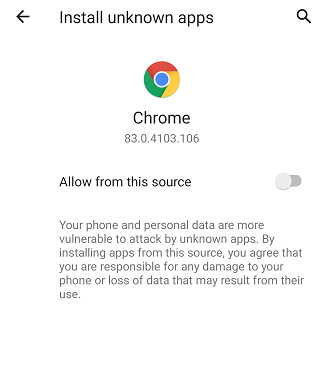 Install unknown apps
Chrome
83.0.4103.106
Allow from this source
Your phone and personal data are more
vulnerable to attack by unknown apps. By
installing apps from this source, you agree that
you are responsible for any damage to your
phone or loss of data that may result from their
use.